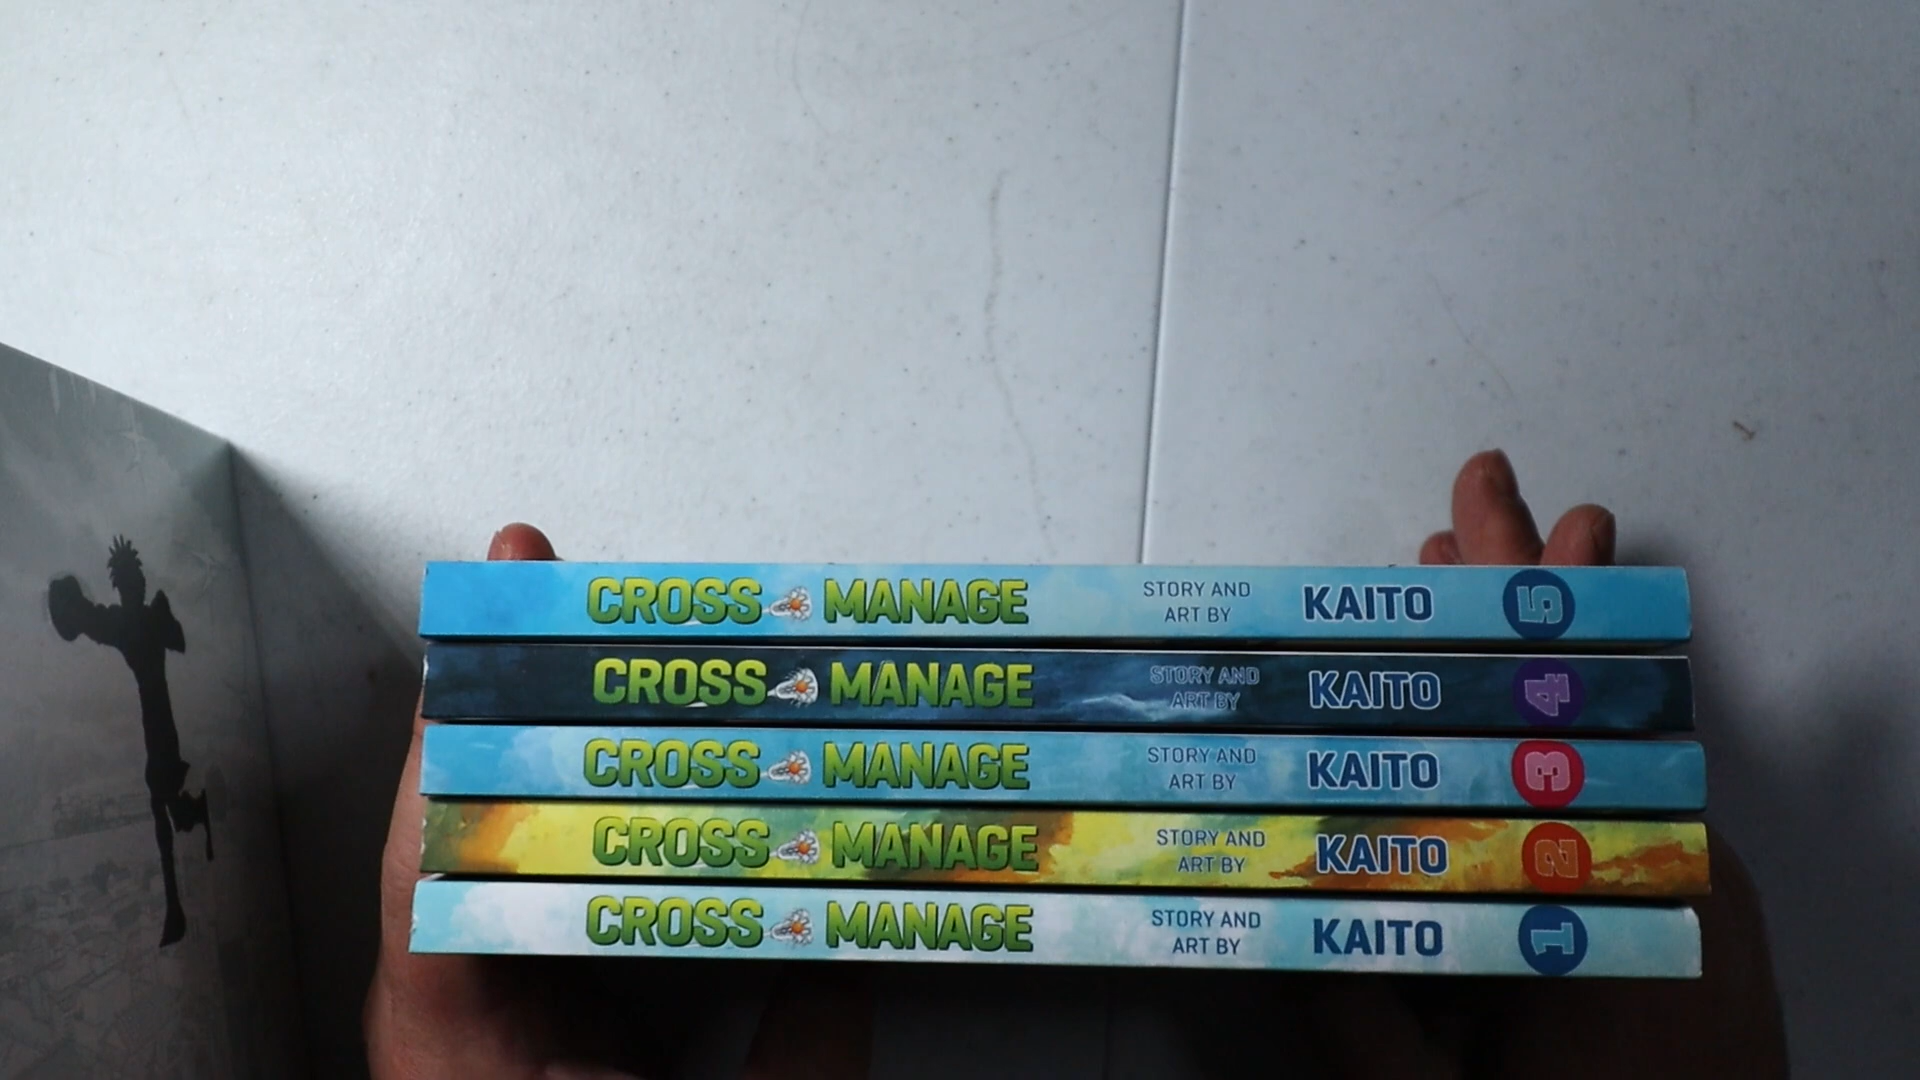 CROSS MANAGE STORY AND ART BY KAITO 5
CROSS MANAGE STORY AND ART BY KAITO 4
CROSS MANAGE STORY AND ART BY KAITO 3
CROSS MANAGE STORY AND ART BY KAITO 2
CROSS MANAGE STORY AND ART BY KAITO 1